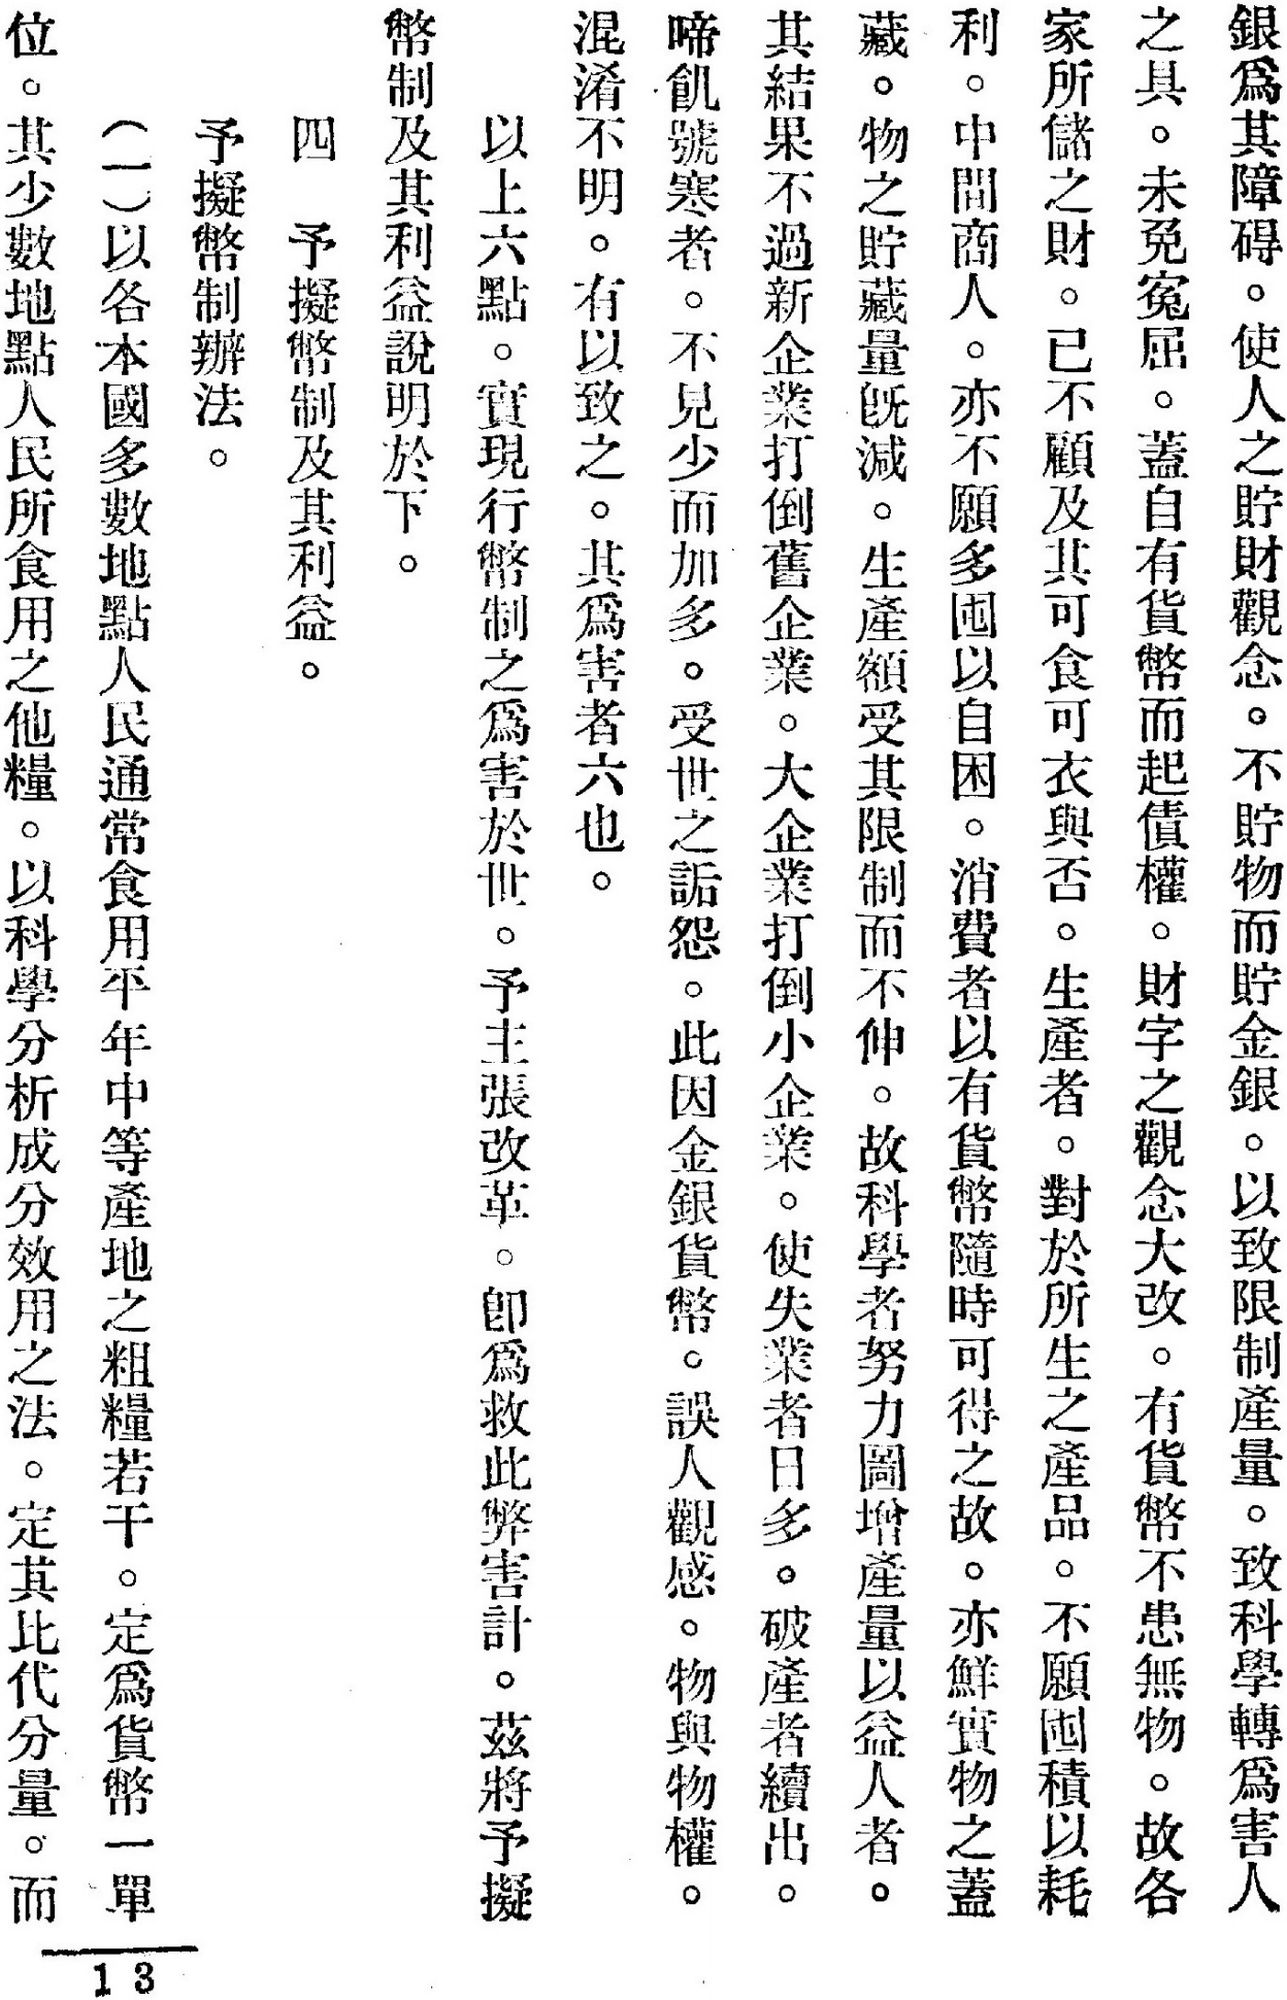 銀爲其障碍。使人之貯財觀念。不貯物而貯金銀。以致限制產量。致科學轉爲害人
之具。未免寃屈。蓋自有貨幣而起債權。財字之觀念大改。有貨幣不患無物。故各
家所儲之財。已不顧及其可食可衣與否。生產者。對於所生之產品。不願囤積以耗
利。中間商人。亦不願多囤以自困。消費者以有貨幣隨時可得之故。亦鮮實物之蓋
藏。物之貯藏量旣減。生產額受其限制而不伸。故科學者努力圖增產量以益人者。
其結果不過新企業打倒舊企業。大企業打倒小企業。使失業者日多。破產者續出。
啼飢號寒者。不見少而加多。受世之詬怨。此因金銀貨幣。誤人觀感。物與物權。
混淆不明。有以致之。其爲害者六也。
以上六點。實現行幣制之爲害於世。予主張改革。卽爲救此弊害計。茲將予擬
幣制及其利益說明於下。
四　予擬幣制及其利益。
予擬幣制辦法。
（一）以各本國多數地點人民通常食用平年中等產地之粗糧若干。定爲貨幣一單
位。其少數地點人民所食用之他糧。以科學分析成分效用之法。定其比代分量。而
13